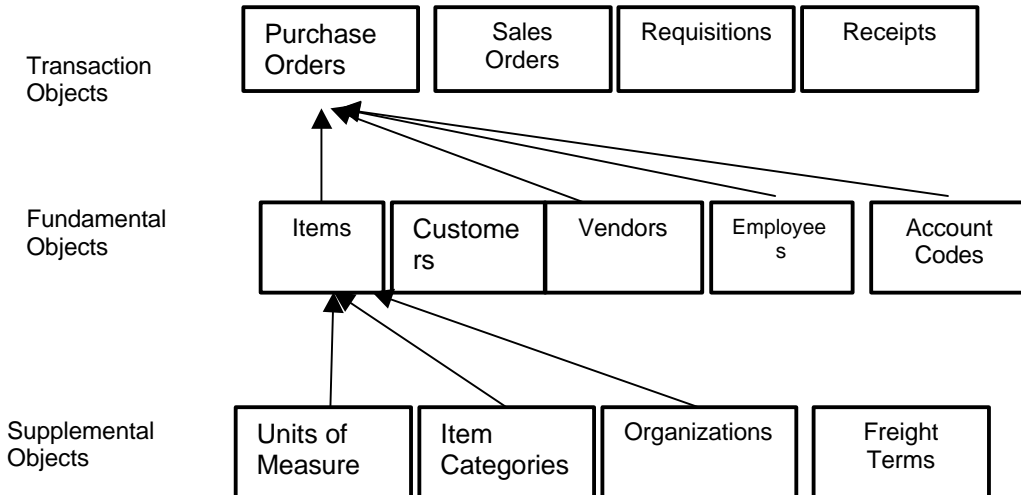 Transaction
Objects
Purchase
Orders
Sales
Orders
Requisitions
Receipts
Fundamental
Objects
Items
Custome
rs
Vendors
Employee
s
Account
Codes
Supplemental
Objects
Units of
Measure
Item
Categories
Organizations
Freight
Terms